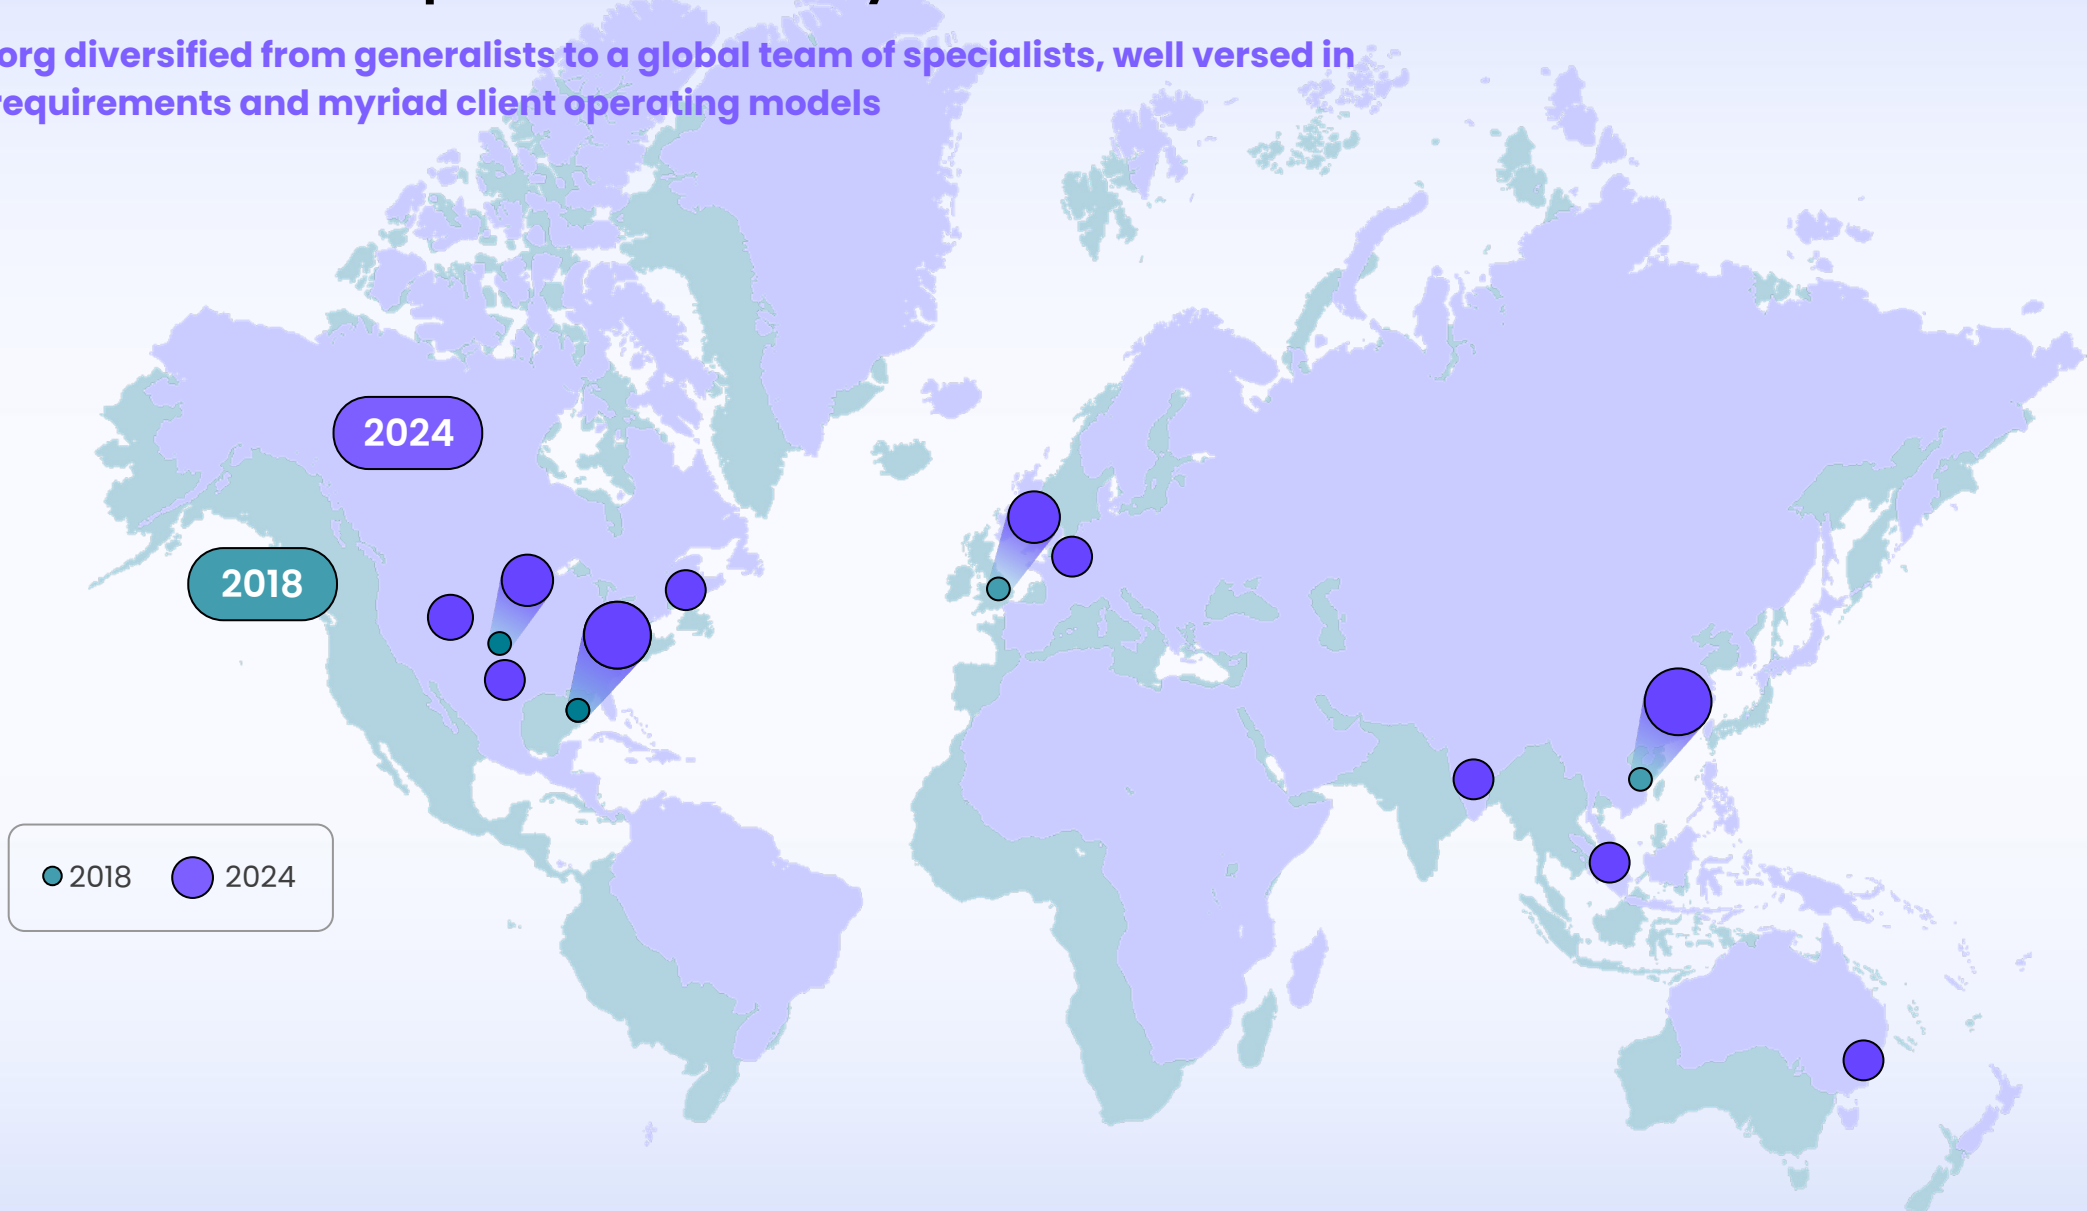 org diversified from generalists to a global team of specialists, well versed in
requirements and myriad client operating models
2024
2018
2018 2024